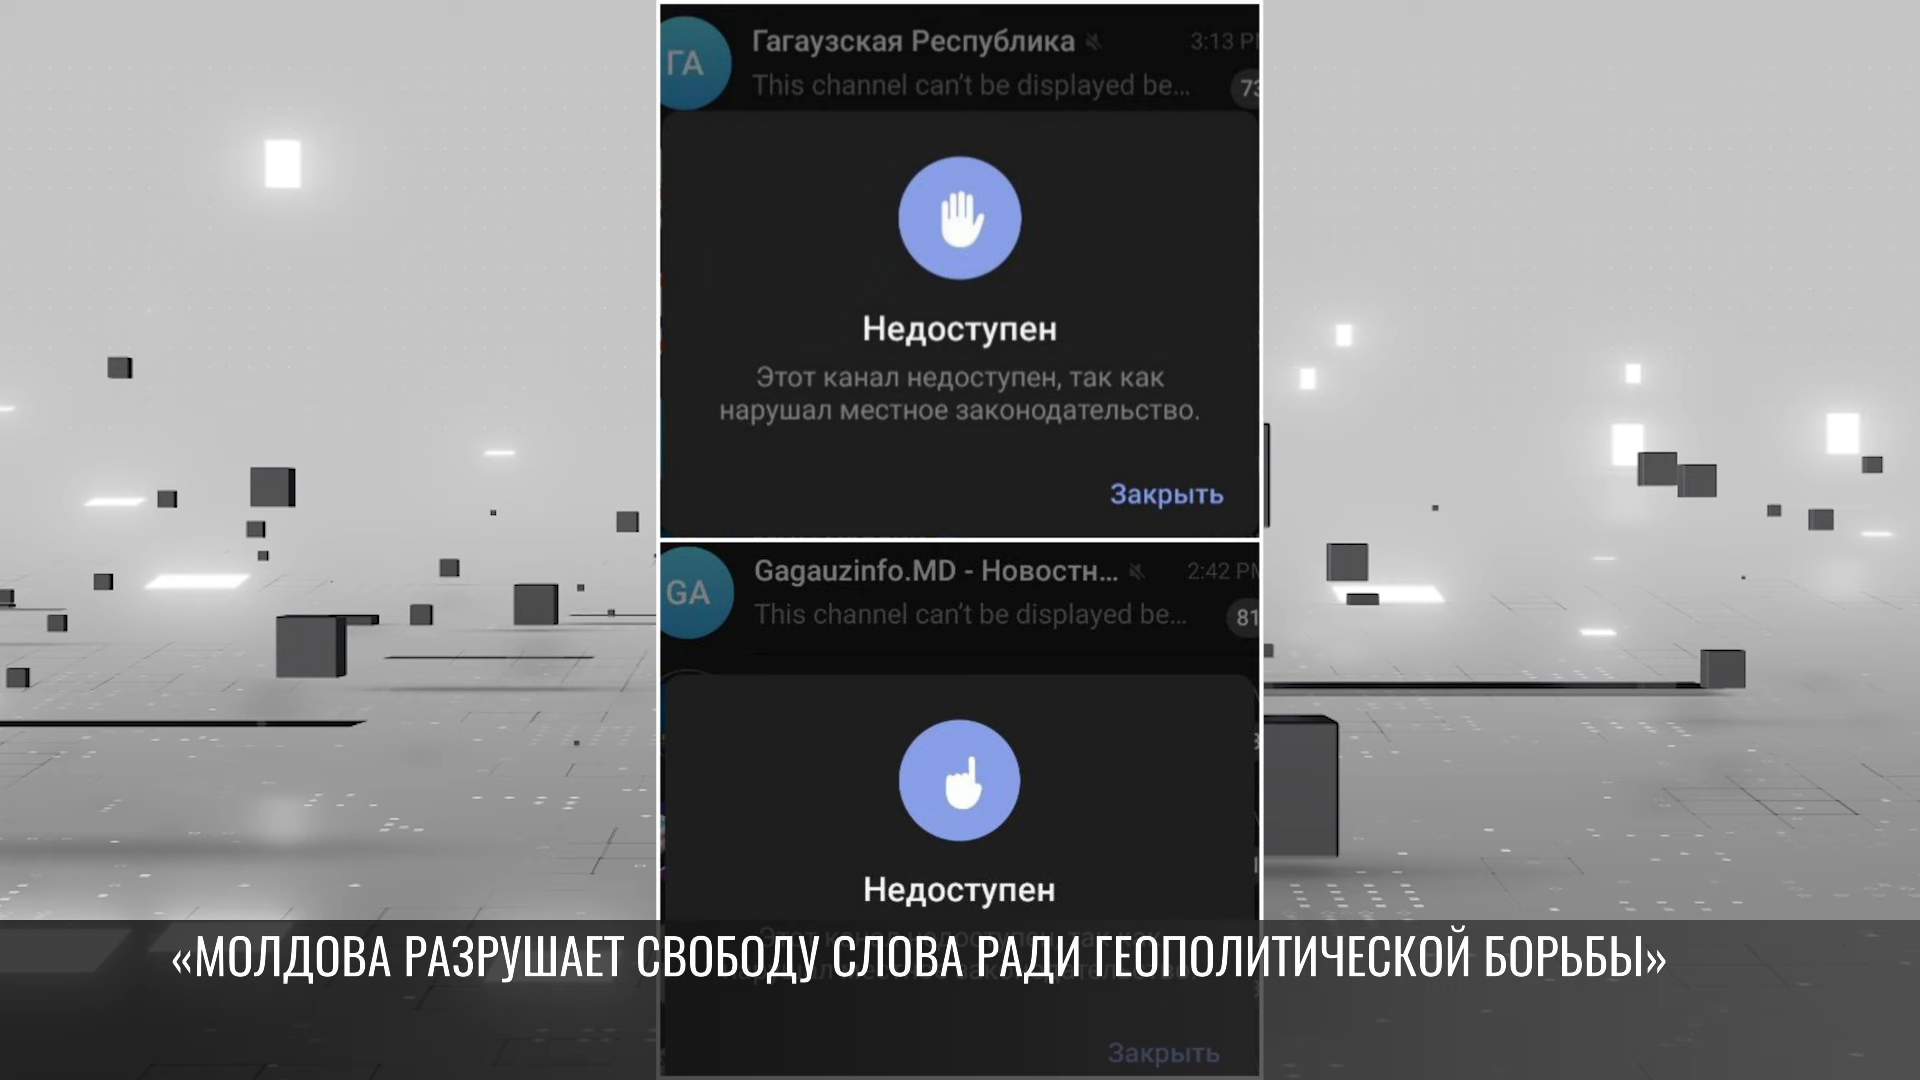 ГА
Гагаузская Республика
3:13 P
This channel can't be displayed be...
73
Недоступен
Этот канал недоступен, так как
нарушал местное законодательство.
Закрыть
GA
Gagauzinfo.MD - Новостн...
2:42 PM
This channel can't be displayed be...
81
Недоступен
«МОЛДОВА РАЗРУШАЕТ СВОБОДУ СЛОВА РАДИ ГЕОПОЛИТИЧЕСКОЙ БОРЬБЫ»
Закрыть